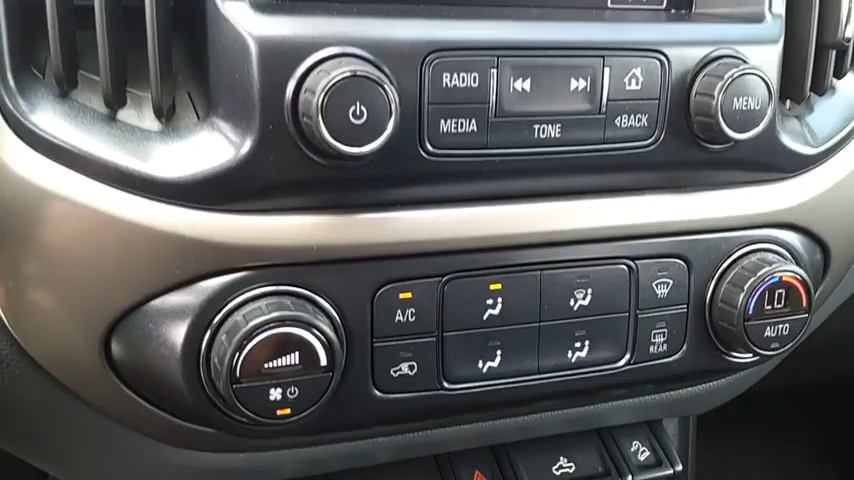 RADIO
MEDIA
TONE
BACK
MENU
A/C
REAR
LO
AUTO